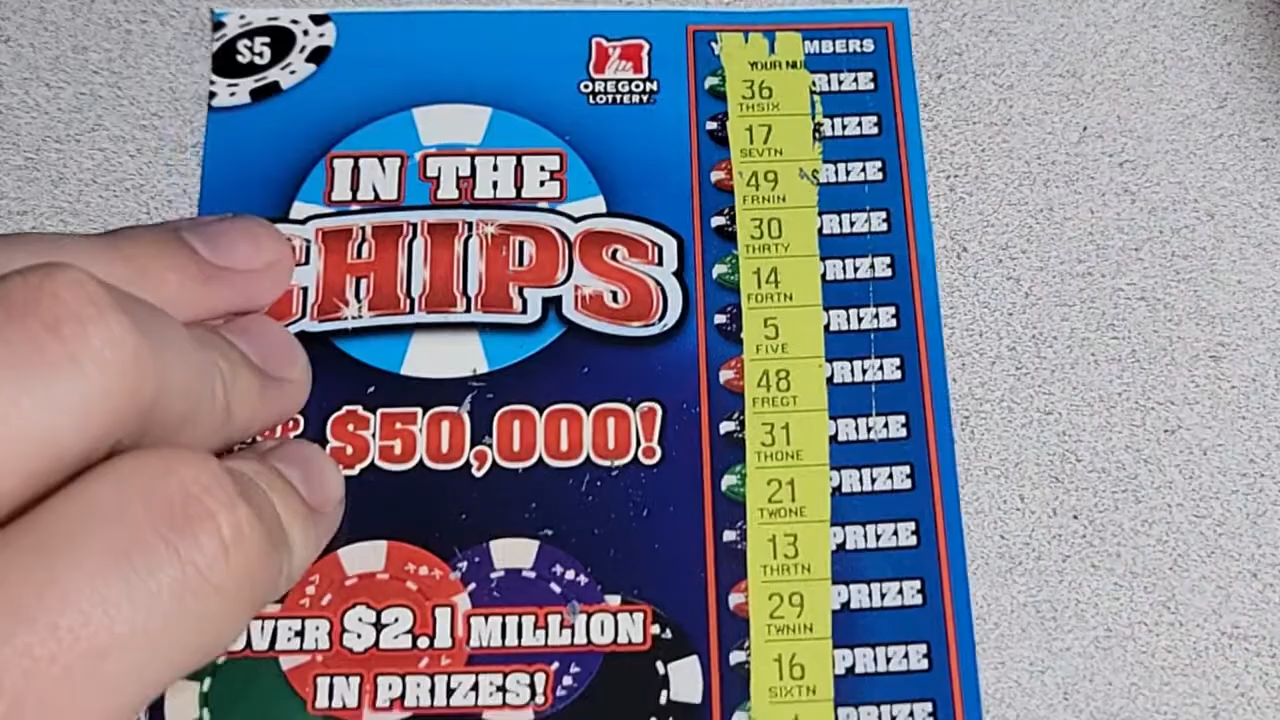 $5
OREGON
LOTTERY
IN THE
CHIPS
$50,000!
OVER $2.1 MILLION
IN PRIZES!
YOUR NU
36
THSIX
PRIZE
17
SEVTN
PRIZE
49
FRNIN
PRIZE
30
THRTY
PRIZE
14
FORTN
PRIZE
5
FIVE
PRIZE
48
FREGT
PRIZE
31
THONE
PRIZE
21
TWONE
PRIZE
13
THRTN
PRIZE
29
TWNIN
PRIZE
16
SIXTN
PRIZE
PRIZE